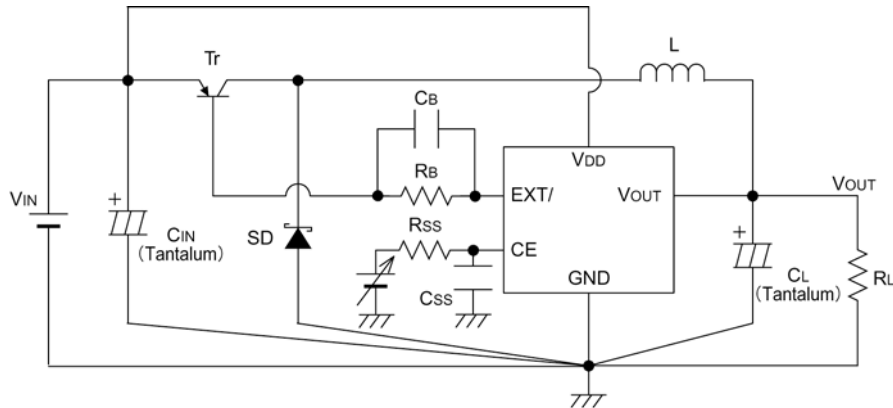 L
Tr
CB
VDD
RB
EXT/
VOUT
VOUT
VIN
+
CIN
(Tantalum)
SD
RSS
CE
+
CL
(Tantalum)
RL
CSS
GND